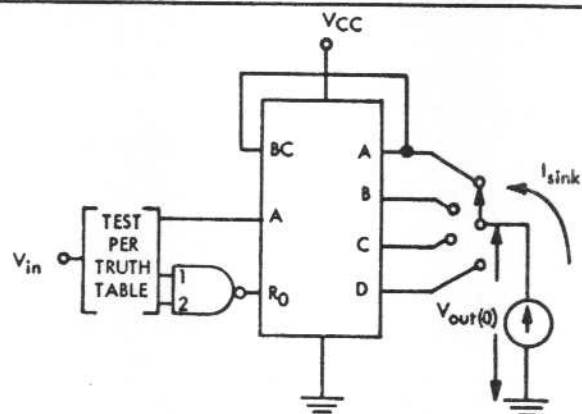 VCC
BC
A
B
C
D
A
R0
Vin
TEST
PER
TRUTH
TABLE
1
2
Isink
Vout(0)